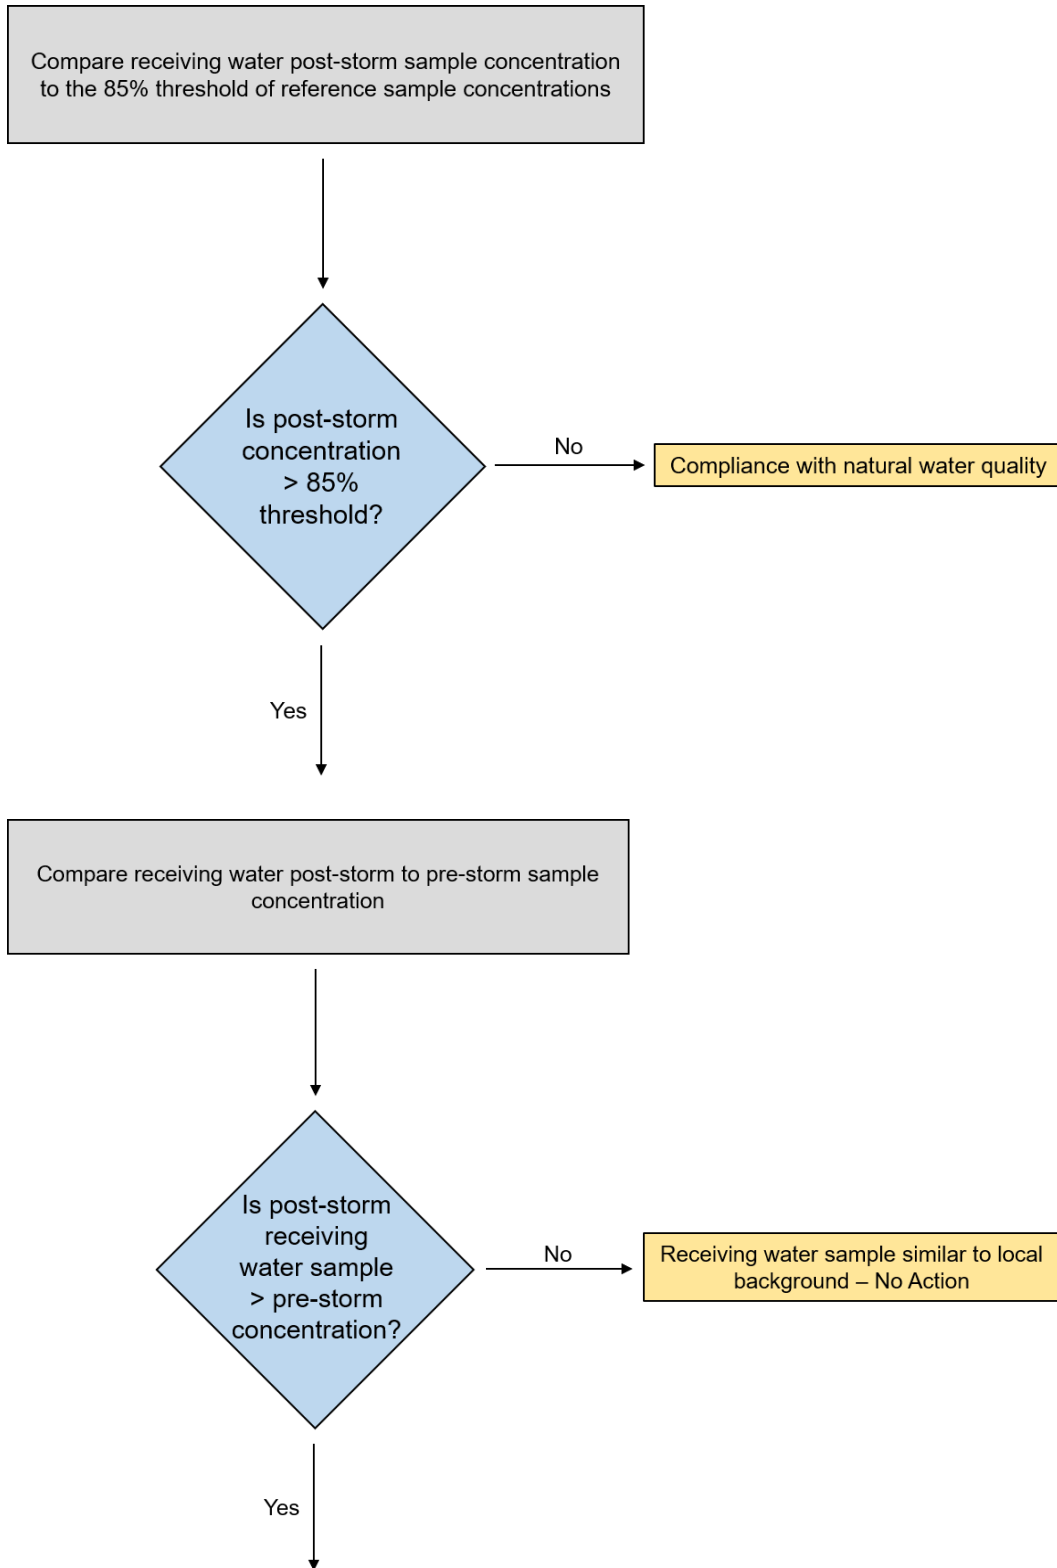 Compare receiving water post-storm sample concentration
to the 85% threshold of reference sample concentrations
Is post-storm
concentration
> 85%
threshold?
No
Compliance with natural water quality
Yes
Compare receiving water post-storm to pre-storm sample
concentration
Is post-storm
receiving
water sample
> pre-storm
concentration?
No
Receiving water sample similar to local
background – No Action
Yes